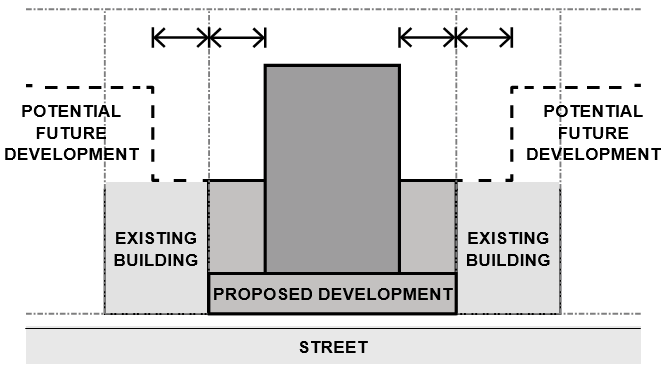 POTENTIAL
FUTURE
DEVELOPMENT
POTENTIAL
FUTURE
DEVELOPMENT
EXISTING
BUILDING
EXISTING
BUILDING
PROPOSED DEVELOPMENT
STREET